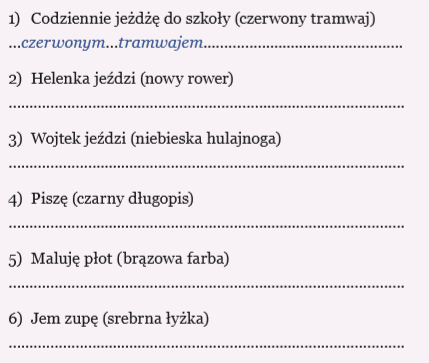 1) Codziennie jeżdżę do szkoły (czerwony tramwaj)
...czerwonym...tramwajem................................................
2) Helenka jeździ (nowy rower)
................................................................................................
3) Wojtek jeździ (niebieska hulajnoga)
................................................................................................
4) Piszę (czarny długopis)
................................................................................................
5) Maluję płot (brązowa farba)
................................................................................................
6) Jem zupę (srebrna łyżka)
................................................................................................